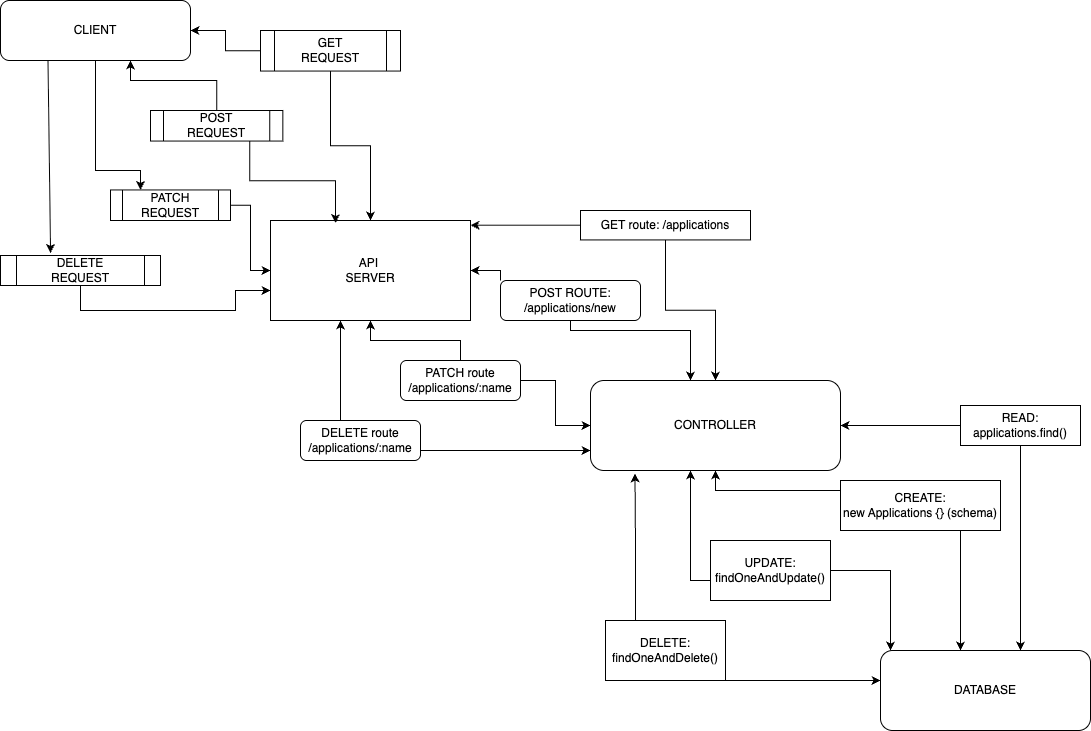 CLIENT
GET
REQUEST
POST
REQUEST
PATCH
REQUEST
DELETE
REQUEST
API
SERVER
GET route: /applications
POST ROUTE:
/applications/new
PATCH route
/applications/:name
DELETE route
/applications/:name
CONTROLLER
READ:
applications.find()
CREATE:
new Applications {} (schema)
UPDATE:
findOneAndUpdate()
DELETE:
findOneAndDelete()
DATABASE